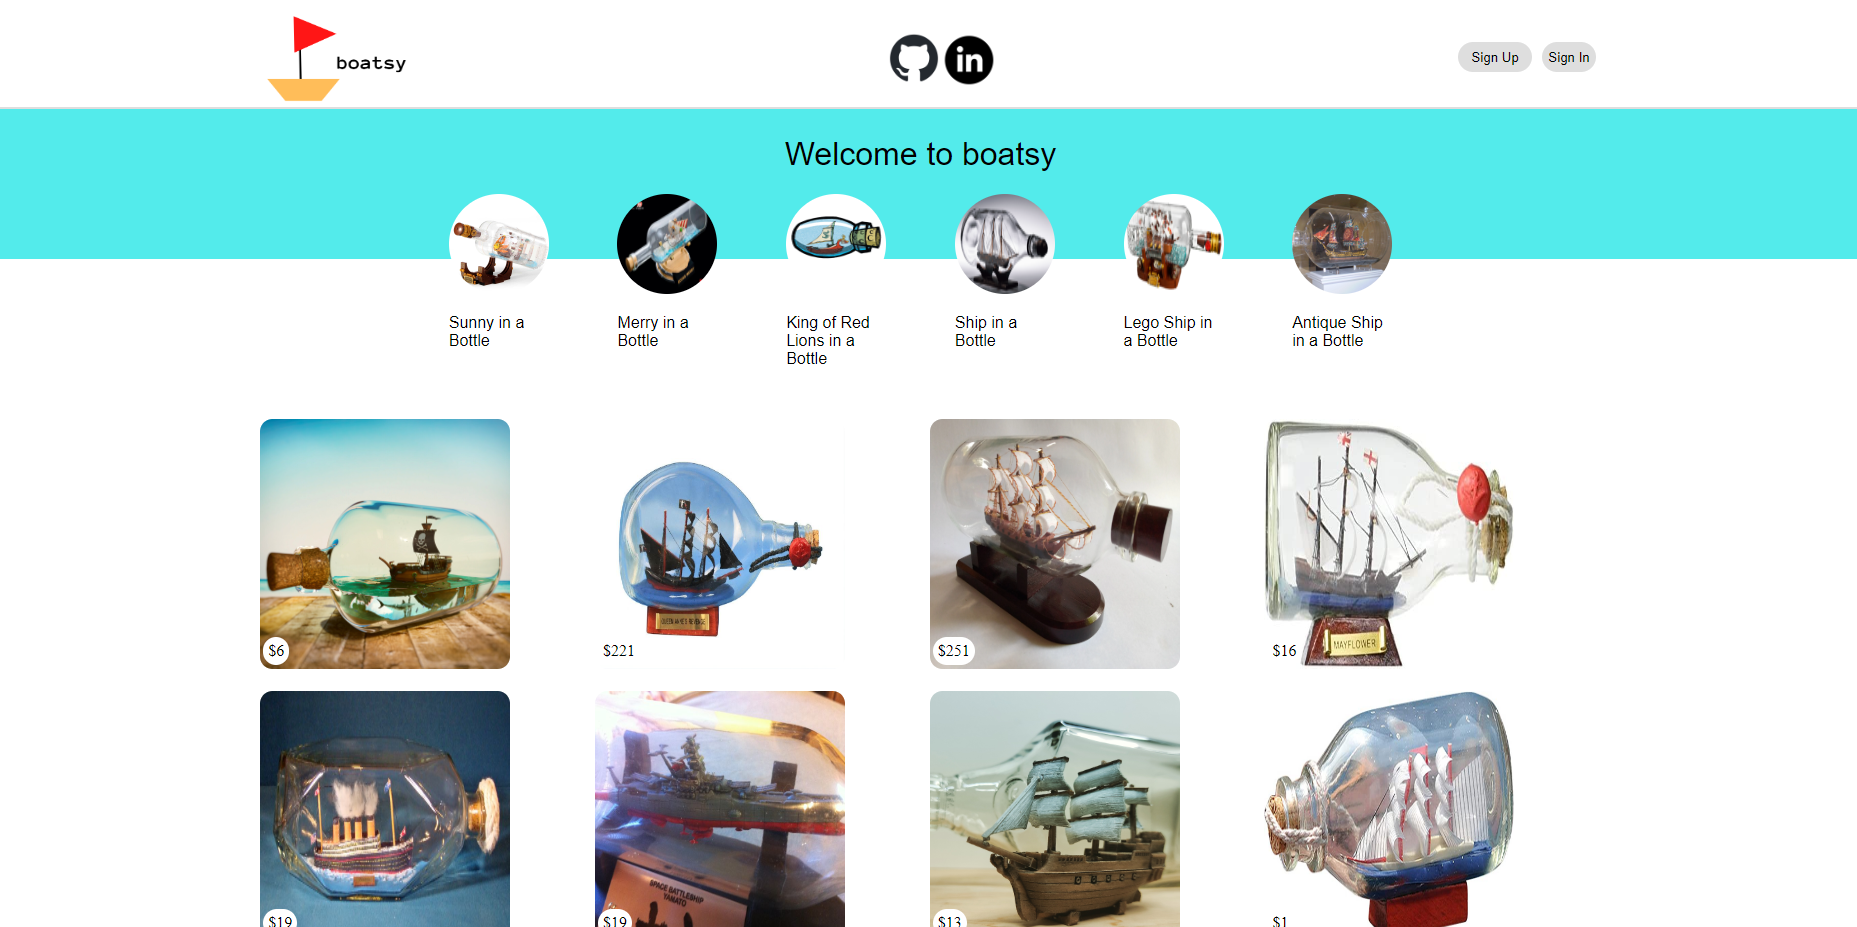 boatsy
in
Sign Up
Sign In
Welcome to boatsy
Sunny in a
Bottle
Merry in a
Bottle
King of Red
Lions in a
Bottle
Ship in a
Bottle
Lego Ship in
a Bottle
Antique Ship
in a Bottle
QUEEN ANNE'S REVENGE
MAYFLOWER
$6
$221
$251
$16
SPACE BATTLESHIP
YAMATO
$19
$19
$13
$1